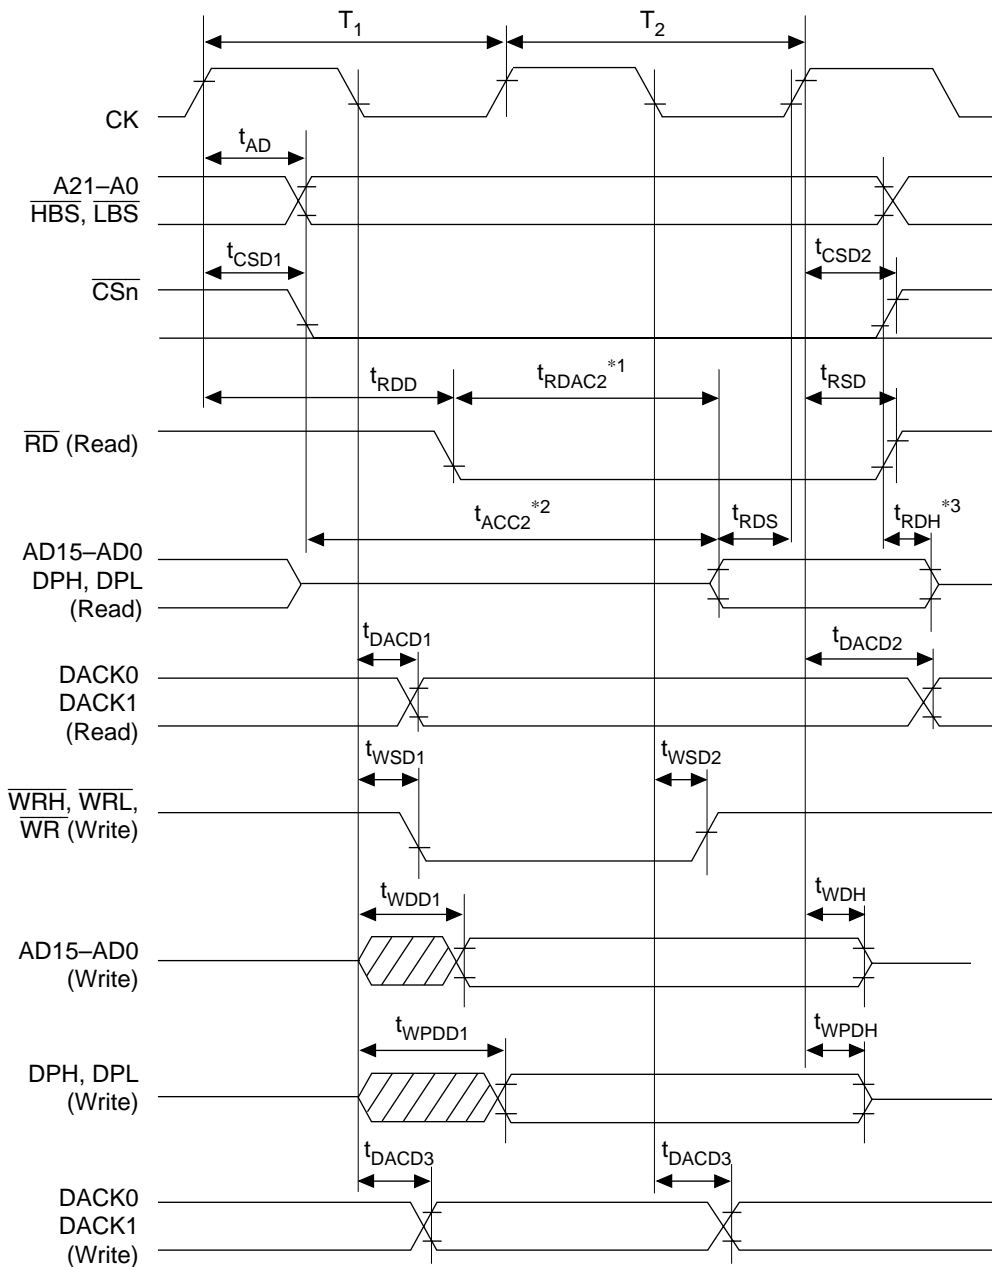 T1 T2
CK
tAD
A21–A0
HBS, LBS
tCSD1 tCSD2
CSn
tRDD tRDAC2*1 tRSD
RD (Read)
tACC2*2 tRDS tRDH*3
AD15–AD0
DPH, DPL
(Read)
tDACD1 tDACD2
DACK0
DACK1
(Read)
tWSD1 tWSD2
WRH, WRL,
WR (Write)
tWDD1 tWDH
AD15–AD0
(Write)
tWPDD1 tWPDH
DPH, DPL
(Write)
tDACD3 tDACD3
DACK0
DACK1
(Write)